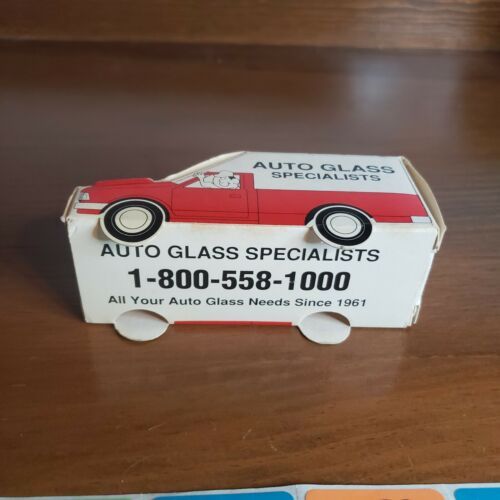 AUTO GLASS
SPECIALISTS
AUTO GLASS SPECIALISTS
1-800-558-1000
All Your Auto Glass Needs Since 1961